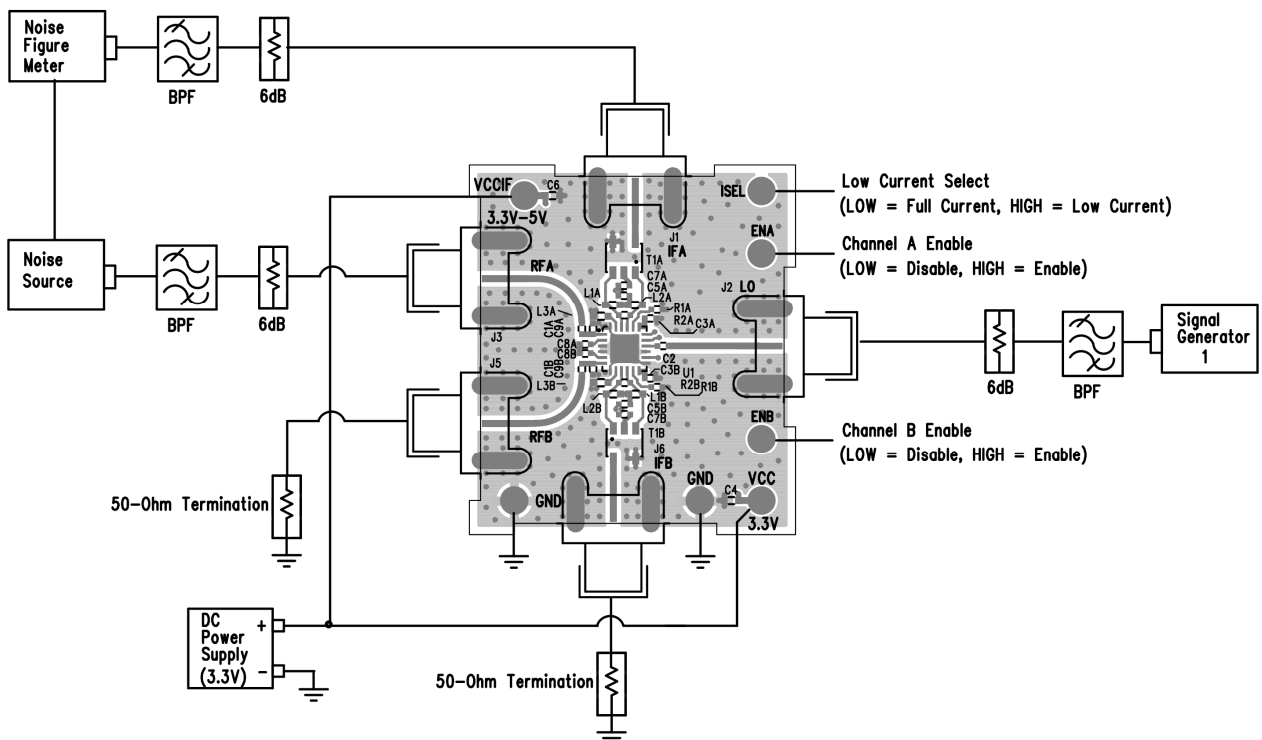 Noise
Figure
Meter
BPF
6dB
Noise
Source
BPF
6dB
VCCIF
C6
3.3V-5V
RFA
J3
J1
IFA
T1A
C7A
C5A
L1A
L2A
L3A
R1A
R2A
C3A
C1A
C9A
C8A
C8B
C1B
C9B
L3B
J5
RFB
C2
C3B
U1
R2B
R1B
L2B
L1B
C5B
C7B
T1B
J6
IFB
ISEL
ENA
J2 LO
ENB
GND
GND
C4
VCC
3.3V
Low Current Select
(LOW = Full Current, HIGH = Low Current)
Channel A Enable
(LOW = Disable, HIGH = Enable)
6dB
BPF
Signal
Generator
1
Channel B Enable
(LOW = Disable, HIGH = Enable)
50-Ohm Termination
DC
Power
Supply
(3.3V)
+
-
50-Ohm Termination